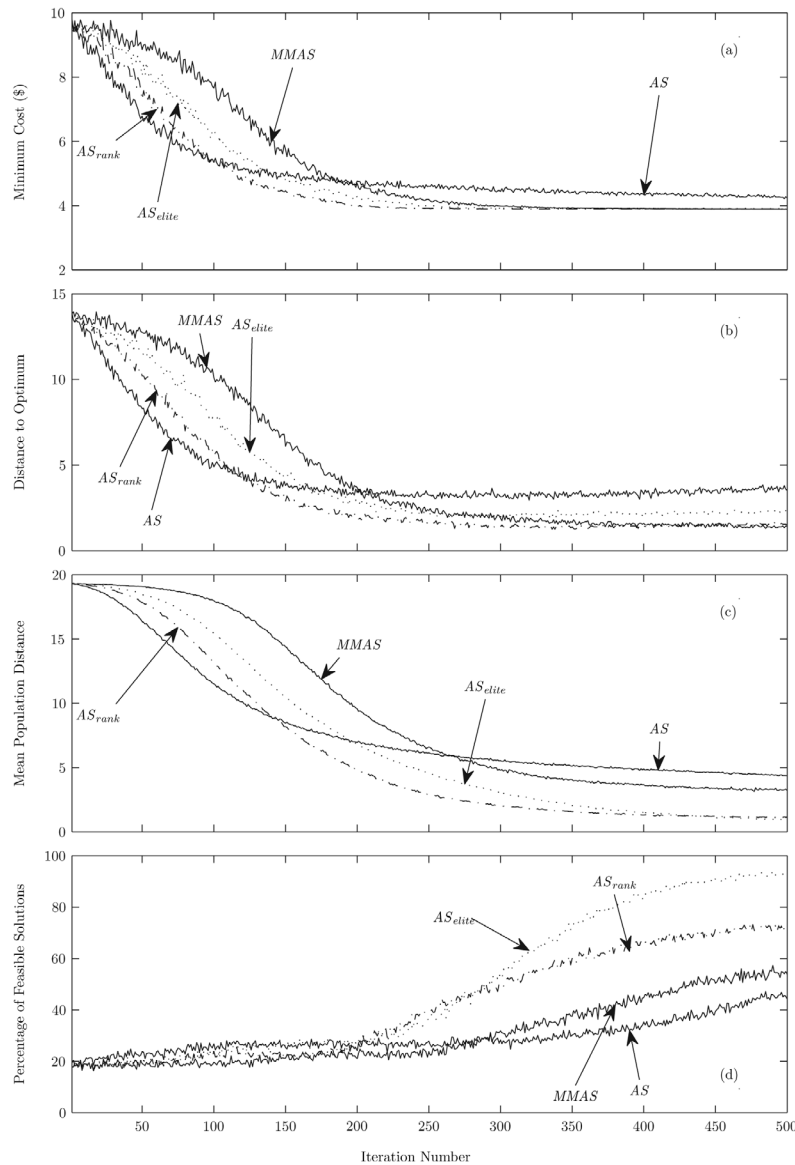 10
8
6
4
2
Minimum Cost ($)
(a)
MMAS
AS
AS_rank
AS_elite
15
10
5
0
Distance to Optimum
(b)
MMAS
AS_elite
AS_rank
AS
20
15
10
5
0
Mean Population Distance
(c)
MMAS
AS_elite
AS
AS_rank
100
80
60
40
20
0
Percentage of Feasible Solutions
AS_rank
AS_elite
(d)
MMAS
AS
50 100 150 200 250 300 350 400 450 500
Iteration Number